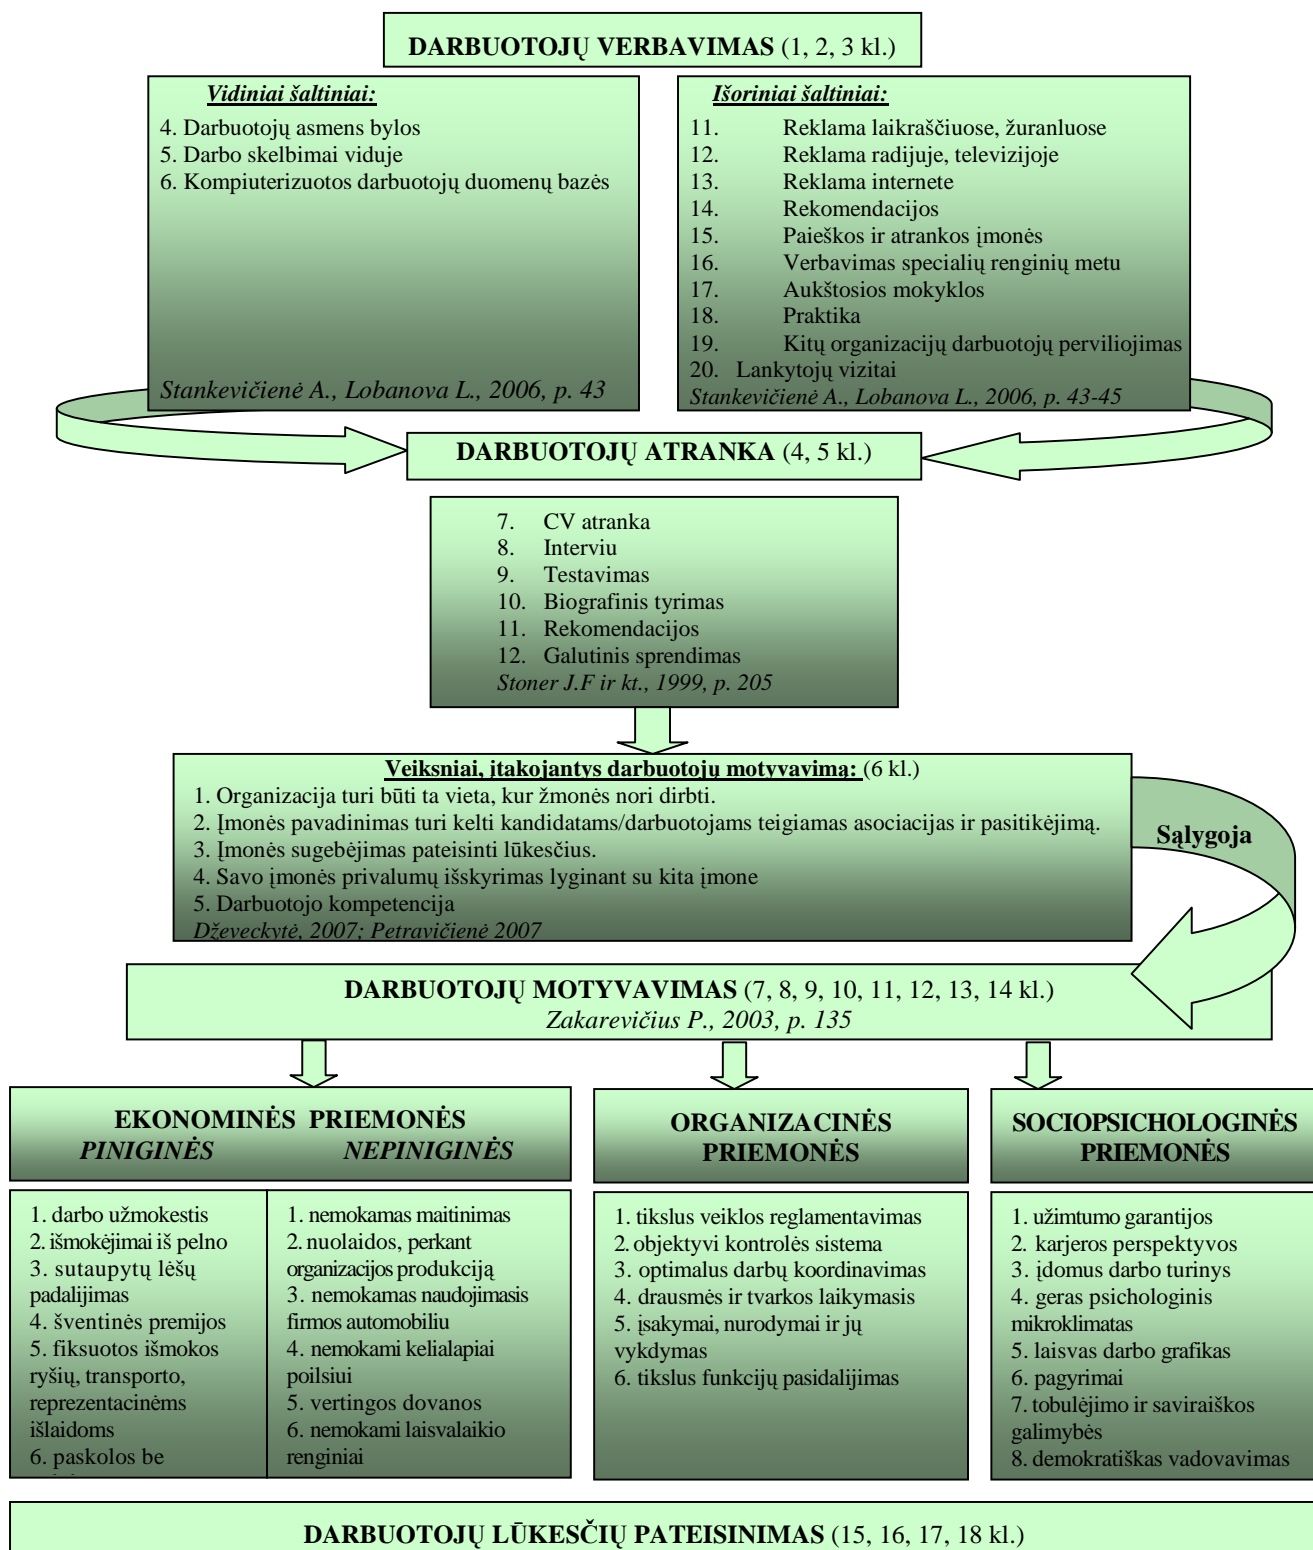 DARBUOTOJŲ VERBAVIMAS (1, 2, 3 kl.)
Vidiniai šaltiniai:
4. Darbuotojų asmens bylos
5. Darbo skelbimai viduje
6. Kompiuterizuotos darbuotojų duomenų bazės
Stankevičienė A., Lobanova L., 2006, p. 43
Išoriniai šaltiniai:
11. Reklama laikraščiuose, žuranluose
12. Reklama radijuje, televizijoje
13. Reklama internete
14. Rekomendacijos
15. Paieškos ir atrankos įmonės
16. Verbavimas specialių renginių metu
17. Aukštosios mokyklos
18. Praktika
19. Kitų organizacijų darbuotojų perviliojimas
20. Lankytojų vizitai
Stankevičienė A., Lobanova L., 2006, p. 43-45
DARBUOTOJŲ ATRANKA (4, 5 kl.)
7. CV atranka
8. Interviu
9. Testavimas
10. Biografinis tyrimas
11. Rekomendacijos
12. Galutinis sprendimas
Stoner J.F ir kt., 1999, p. 205
Veiksniai, įtakojantys darbuotojų motyvavimą: (6 kl.)
1. Organizacija turi būti ta vieta, kur žmonės nori dirbti.
2. Įmonės pavadinimas turi kelti kandidatams/darbuotojams teigiamas asociacijas ir pasitikėjimą.
3. Įmonės sugebėjimas pateisinti lūkesčius.
4. Savo įmonės privalumų išskyrimas lyginant su kita įmone
5. Darbuotojo kompetencija
Dževeckytė, 2007; Petravičienė 2007
Sąlygoja
DARBUOTOJŲ MOTYVAVIMAS (7, 8, 9, 10, 11, 12, 13, 14 kl.)
Zakarevičius P., 2003, p. 135
EKONOMINĖS PRIEMONĖS
PINIGINĖS NEPINIGINĖS
1. darbo užmokestis
2. išmokėjimai iš pelno
3. sutaupytų lėšų
padalijimas
4. šventinės premijos
5. fiksuotos išmokos
ryšių, transporto,
reprezentacinėms
išlaidoms
6. paskolos be
1. nemokamas maitinimas
2. nuolaidos, perkant
organizacijos produkciją
3. nemokamas naudojimasis
firmos automobiliu
4. nemokami kelialapiai
poilsiui
5. vertingos dovanos
6. nemokami laisvalaikio
renginiai
ORGANIZACINĖS
PRIEMONĖS
1. tikslus veiklos reglamentavimas
2. objektyvi kontrolės sistema
3. optimalus darbų koordinavimas
4. drausmės ir tvarkos laikymasis
5. įsakymai, nurodymai ir jų
vykdymas
6. tikslus funkcijų pasidalijimas
SOCIOPSICHOLOGINĖS
PRIEMONĖS
1. užimtumo garantijos
2. karjeros perspektyvos
3. įdomus darbo turinys
4. geras psichologinis
mikroklimatas
5. laisvas darbo grafikas
6. pagyrimai
7. tobulėjimo ir saviraiškos
galimybės
8. demokratiškas vadovavimas
DARBUOTOJŲ LŪKESČIŲ PATEISINIMAS (15, 16, 17, 18 kl.)